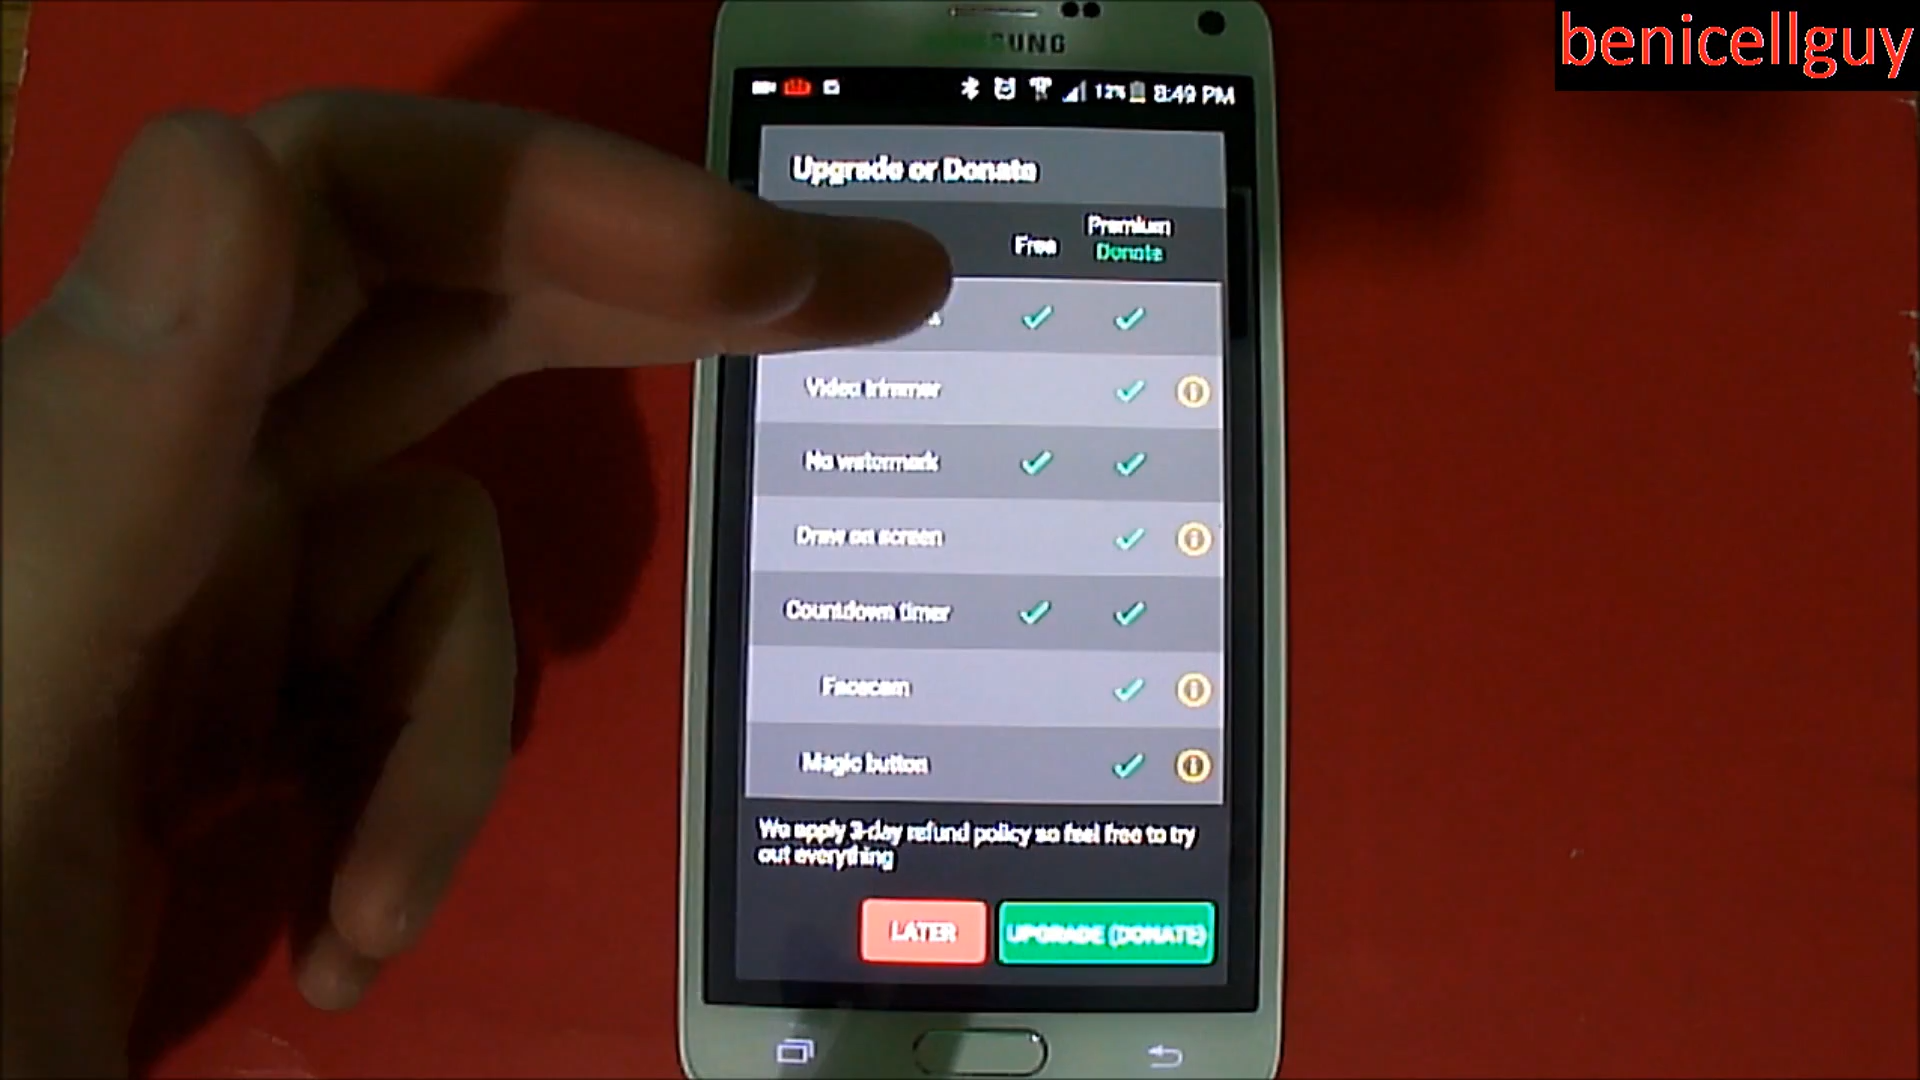 benicellguy
SUNG
12% 8:49 PM
Upgrade or Donate
Free
Premium
Donate
Video trimmer
No watermark
Draw on screen
Countdown timer
Facecam
Magic button
We apply 3-day refund policy so feel free to try
out everything
LATER
UPGRADE (DONATE)